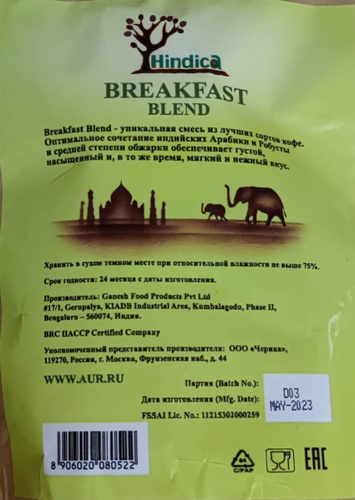 Hindica
BREAKFAST
BLEND
Breakfast Blend - уникальная смесь из лучших сортов кофе.
Оптимальное сочетание индийских Арабики и Робусты
и средней степени обжарки обеспечивает густой,
насыщенный и, в то же время, мягкий и нежный вкус.
Хранить в сухом темном месте при относительной влажности не выше 75%.
Срок годности: 24 месяца с даты изготовления.
Производитель: Ganesh Food Products Pvt Ltd
#17/1, Gerupalya, KIADB Industrial Area, Kumbalagodu, Phase II,
Bengaluru – 560074, Индия.
BRC HACCP Certified Company
Уполномоченный представитель производителя: ООО «Черика»,
119270, Россия, г. Москва, Фрунзенская наб., д. 44
WWW.AUR.RU
Партия (Batch No.): D03
Дата изготовления (Mfg. Date): MAY-2023
FSSAI Lic. No.: 11215302000259
8 906020 080522
84
C/PAP
EAC